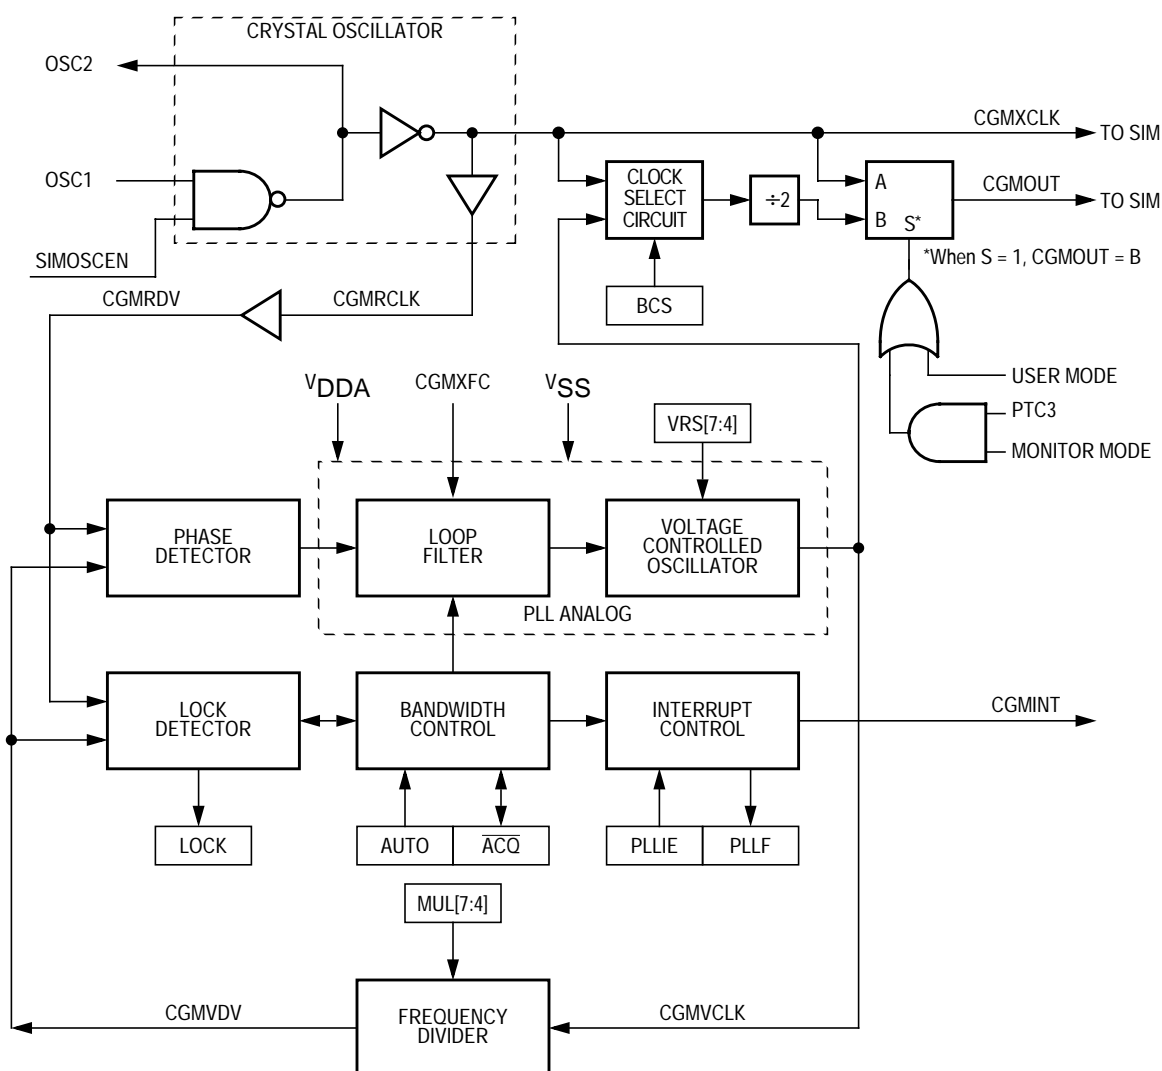 CRYSTAL OSCILLATOR
OSC2
CGMXCLK
TO SIM
OSC1
CLOCK
SELECT
CIRCUIT
÷2
A
B
S*
CGMOUT
TO SIM
*When S = 1, CGMOUT = B
SIMOSCEN
CGMRDV
CGMRCLK
BCS
USER MODE
PTC3
MONITOR MODE
VDDA
CGMXFC
VSS
VRS[7:4]
PHASE
DETECTOR
LOOP
FILTER
VOLTAGE
CONTROLLED
OSCILLATOR
PLL ANALOG
LOCK
DETECTOR
BANDWIDTH
CONTROL
INTERRUPT
CONTROL
CGMINT
LOCK
AUTO
A̅C̅Q̅
PLLIE
PLLF
MUL[7:4]
CGMVDV
FREQUENCY
DIVIDER
CGMVCLK